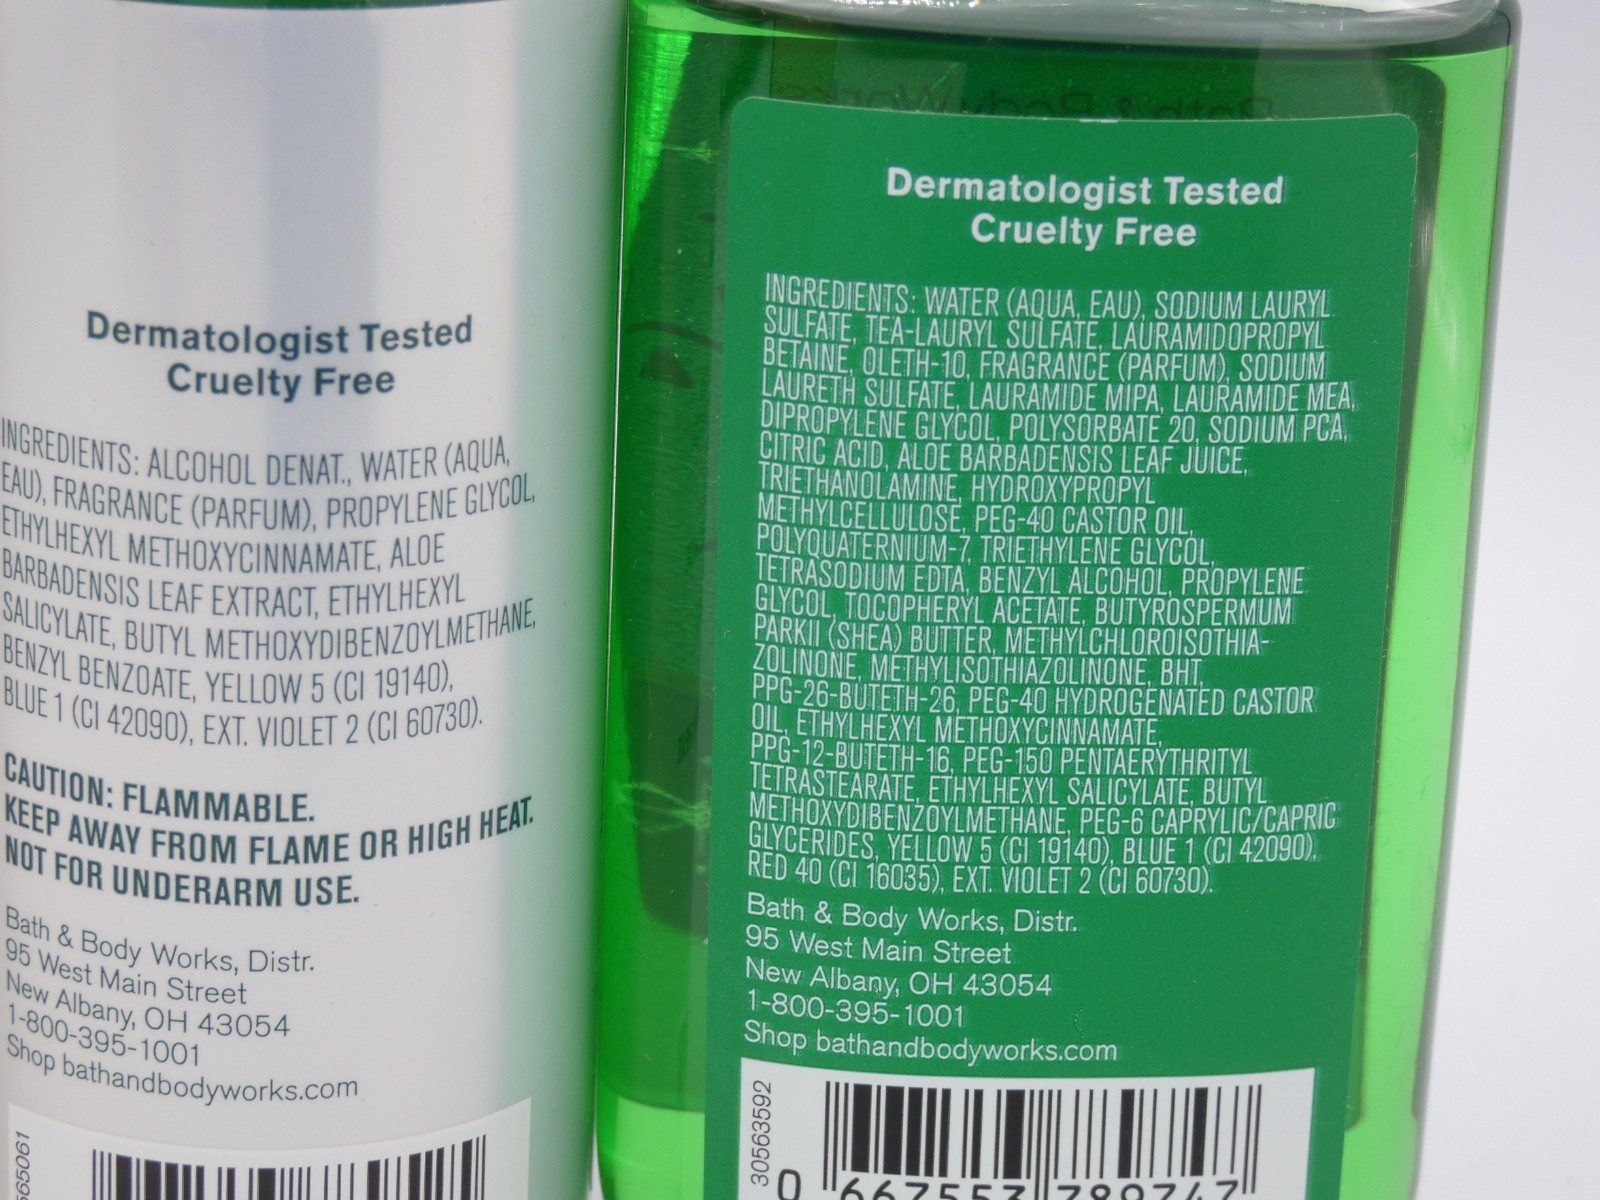 Dermatologist Tested
Cruelty Free
INGREDIENTS: ALCOHOL DENAT., WATER (AQUA,
EAU), FRAGRANCE (PARFUM), PROPYLENE GLYCOL,
ETHYLHEXYL METHOXYCINNAMATE, ALOE
BARBADENSIS LEAF EXTRACT, ETHYLHEXYL
SALICYLATE, BUTYL METHOXYDIBENZOYLMETHANE,
BENZYL BENZOATE, YELLOW 5 (CI 19140),
BLUE 1 (CI 42090), EXT. VIOLET 2 (CI 60730).
CAUTION: FLAMMABLE.
KEEP AWAY FROM FLAME OR HIGH HEAT.
NOT FOR UNDERARM USE.
Bath & Body Works, Distr.
95 West Main Street
New Albany, OH 43054
1-800-395-1001
Shop bathandbodyworks.com
65061
Bath & Body Works
Dermatologist Tested
Cruelty Free
INGREDIENTS: WATER (AQUA, EAU), SODIUM LAURYL
SULFATE, TEA-LAURYL SULFATE, LAURAMIDOPROPYL
BETAINE, OLETH-10, FRAGRANCE (PARFUM), SODIUM
LAURETH SULFATE, LAURAMIDE MIPA, LAURAMIDE MEA,
DIPROPYLENE GLYCOL, POLYSORBATE 20, SODIUM PCA,
CITRIC ACID, ALOE BARBADENSIS LEAF JUICE,
TRIETHANOLAMINE, HYDROXYPROPYL
METHYLCELLULOSE, PEG-40 CASTOR OIL,
POLYQUATERNIUM-7, TRIETHYLENE GLYCOL,
TETRASODIUM EDTA, BENZYL ALCOHOL, PROPYLENE
GLYCOL, TOCOPHERYL ACETATE, BUTYROSPERMUM
PARKII (SHEA) BUTTER, METHYLCHLOROISOTHIA-
ZOLINONE, METHYLISOTHIAZOLINONE, BHT,
PPG-26-BUTETH-26, PEG-40 HYDROGENATED CASTOR
OIL, ETHYLHEXYL METHOXYCINNAMATE,
PPG-12-BUTETH-16, PEG-150 PENTAERYTHRITYL
TETRASTEARATE, ETHYLHEXYL SALICYLATE, BUTYL
METHOXYDIBENZOYLMETHANE, PEG-6 CAPRYLIC/CAPRIC
GLYCERIDES, YELLOW 5 (CI 19140), BLUE 1 (CI 42090),
RED 40 (CI 16035), EXT. VIOLET 2 (CI 60730).
Bath & Body Works, Distr.
95 West Main Street
New Albany, OH 43054
1-800-395-1001
Shop bathandbodyworks.com
30563592
0 667553 789747